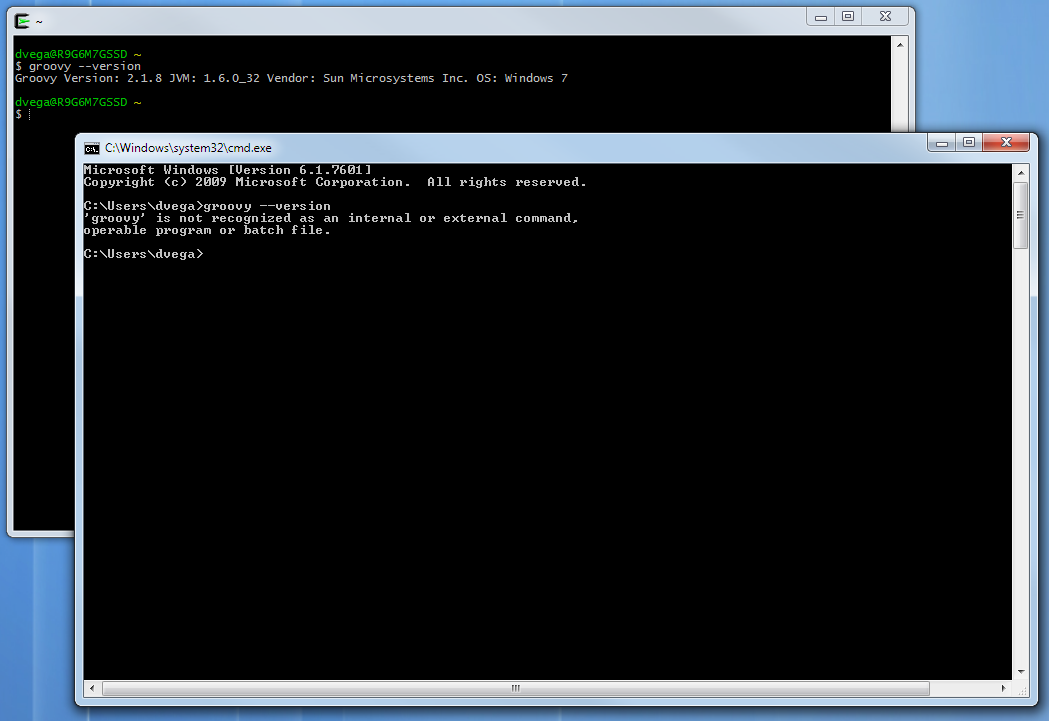 ~
dvega@R9G6M7GSSD ~
$ groovy --version
Groovy Version: 2.1.8 JVM: 1.6.0_32 Vendor: Sun Microsystems Inc. OS: Windows 7
dvega@R9G6M7GSSD ~
$
C:\Windows\system32\cmd.exe
Microsoft Windows [Version 6.1.7601]
Copyright (c) 2009 Microsoft Corporation.  All rights reserved.
C:\Users\dvega>groovy --version
'groovy' is not recognized as an internal or external command,
operable program or batch file.
C:\Users\dvega>